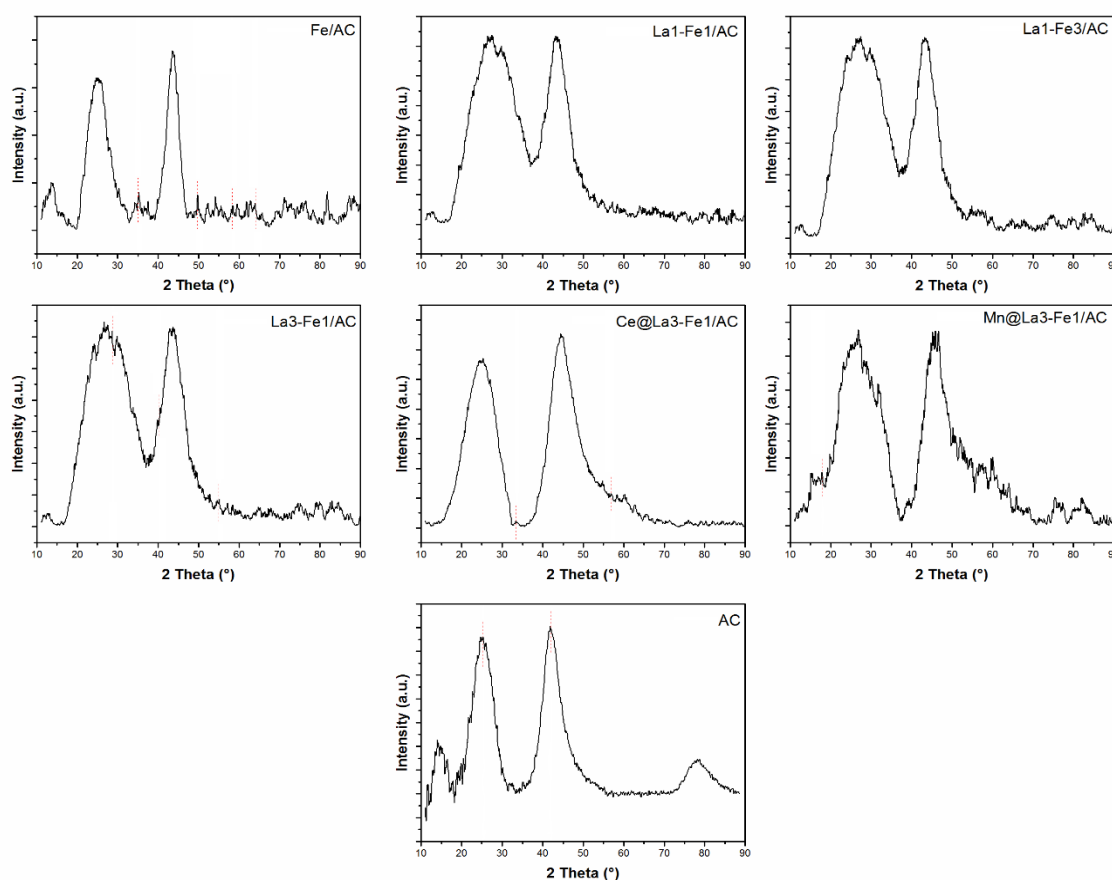 Fe/AC
Intensity (a.u.)
10 20 30 40 50 60 70 80 90
2 Theta (°)
La1-Fe1/AC
Intensity (a.u.)
10 20 30 40 50 60 70 80 90
2 Theta (°)
La1-Fe3/AC
Intensity (a.u.)
10 20 30 40 50 60 70 80 90
2 Theta (°)
La3-Fe1/AC
Intensity (a.u.)
10 20 30 40 50 60 70 80 90
2 Theta (°)
Ce@La3-Fe1/AC
Intensity (a.u.)
10 20 30 40 50 60 70 80 90
2 Theta (°)
Mn@La3-Fe1/AC
Intensity (a.u.)
10 20 30 40 50 60 70 80 90
2 Theta (°)
AC
Intensity (a.u.)
10 20 30 40 50 60 70 80 90
2 Theta (°)